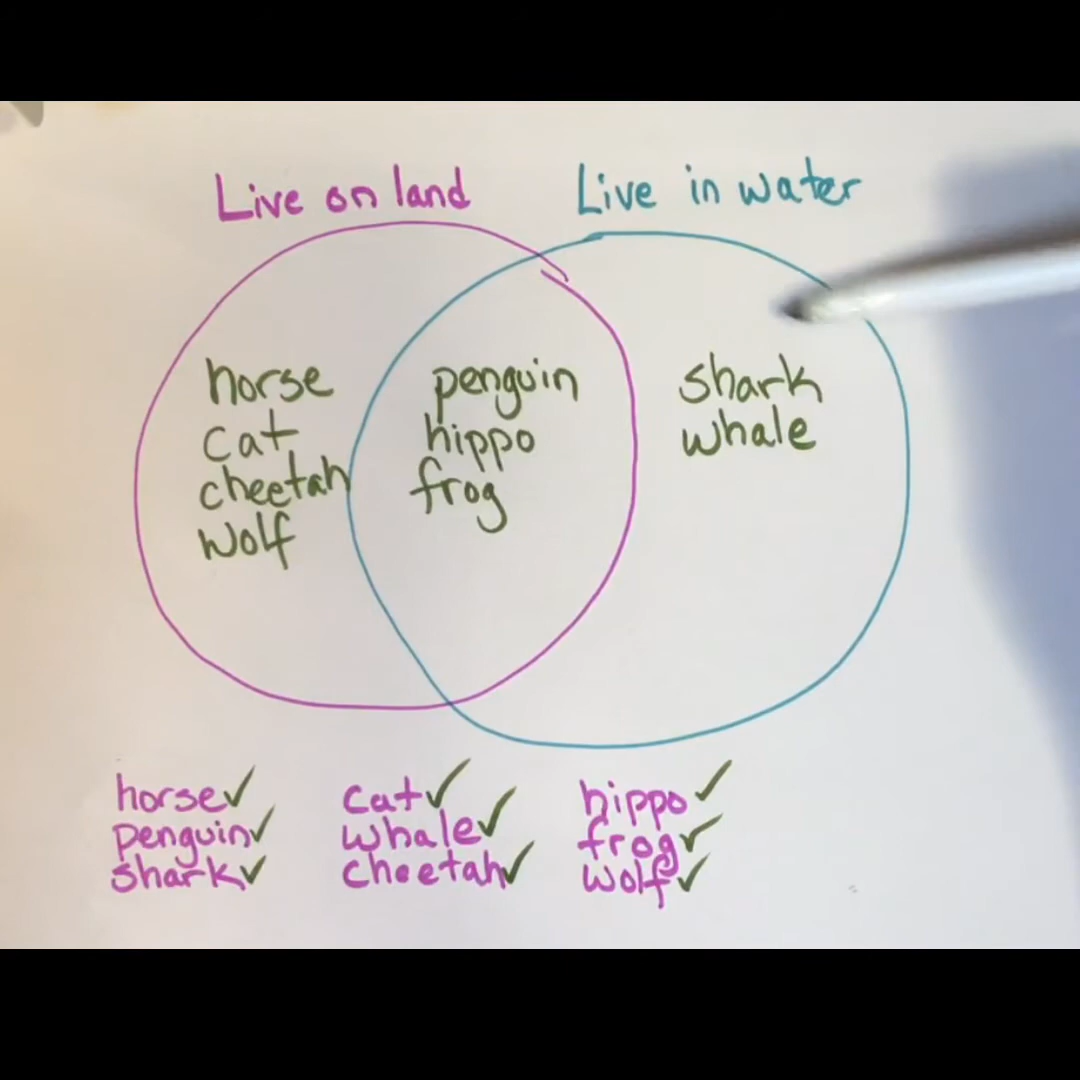 Live on land
Live in water
horse
cat
cheetah
wolf
penguin
hippo
frog
shark
whale
horse✓
penguin✓
shark✓
cat✓
whale✓
cheetah✓
hippo✓
frog✓
wolf✓